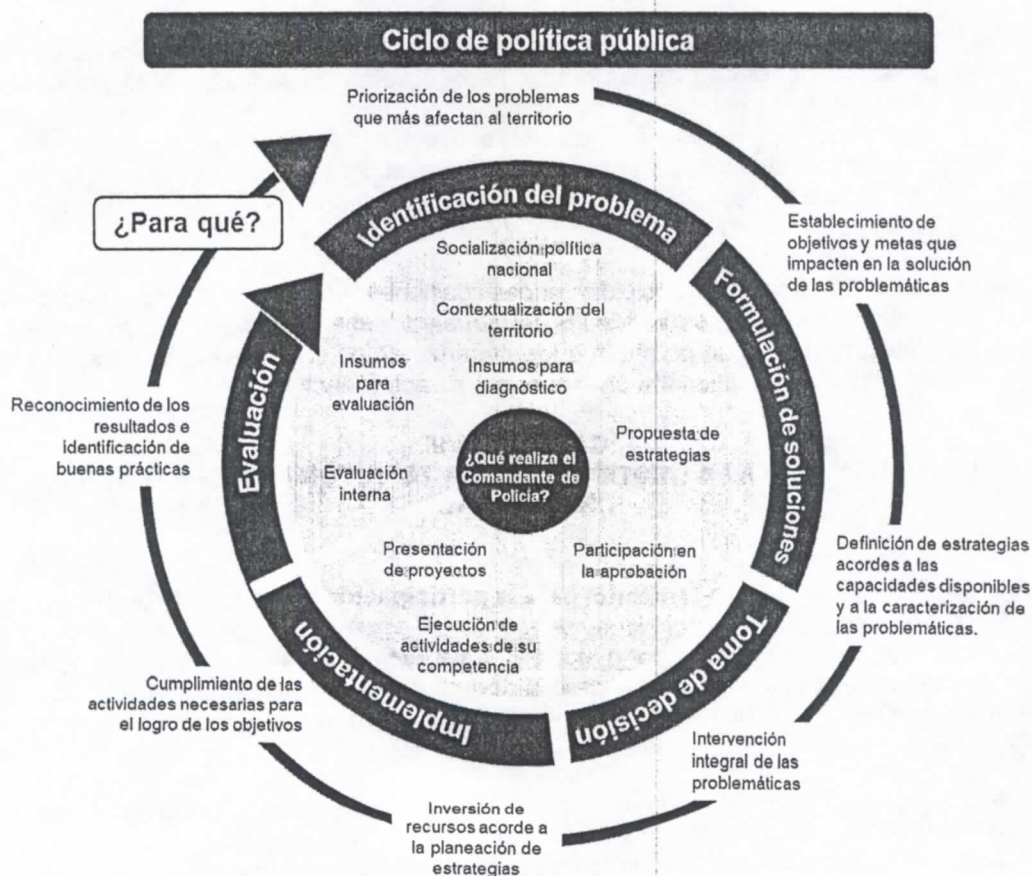 Ciclo de política pública
Priorización de los problemas
que más afectan al territorio
¿Para qué?
Identificación del problema
Establecimiento de
objetivos y metas que
impacten en la solución
de las problemáticas
Socialización política
nacional
Formulación de soluciones
Contextualización del
territorio
Insumos para
evaluación
Insumos para
diagnóstico
Reconocimiento de los
resultados e
identificación de
buenas prácticas
Evaluación
Propuesta de
estrategias
¿Qué realiza el
Comandante de
Policía?
Evaluación
interna
Presentación
de proyectos
Participación en
la aprobación
Definición de estrategias
acordes a las
capacidades disponibles
y a la caracterización de
las problemáticas.
Ejecución de
actividades de su
competencia
Implementación
Toma de decisión
Cumplimiento de las
actividades necesarias para
el logro de los objetivos
Intervención
integral de las
problemáticas
Inversión de
recursos acorde a
la planeación de
estrategias